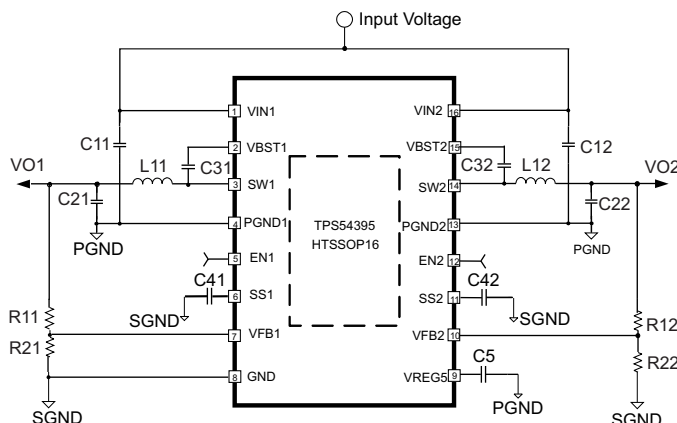 Input Voltage
1 VIN1
VIN2 16
C11
C12
2 VBST1
VBST2 15
VO1
L11
C31
C32
L12
VO2
3 SW1
SW2 14
C21
C22
4 PGND1
PGND2 13
TPS54395
HTSSOP16
PGND
PGND
5 EN1
EN2 12
C41
C42
6 SS1
SS2 11
SGND
SGND
R11
R12
7 VFB1
VFB2 10
R21
R22
C5
8 GND
VREG5 9
SGND
PGND
SGND